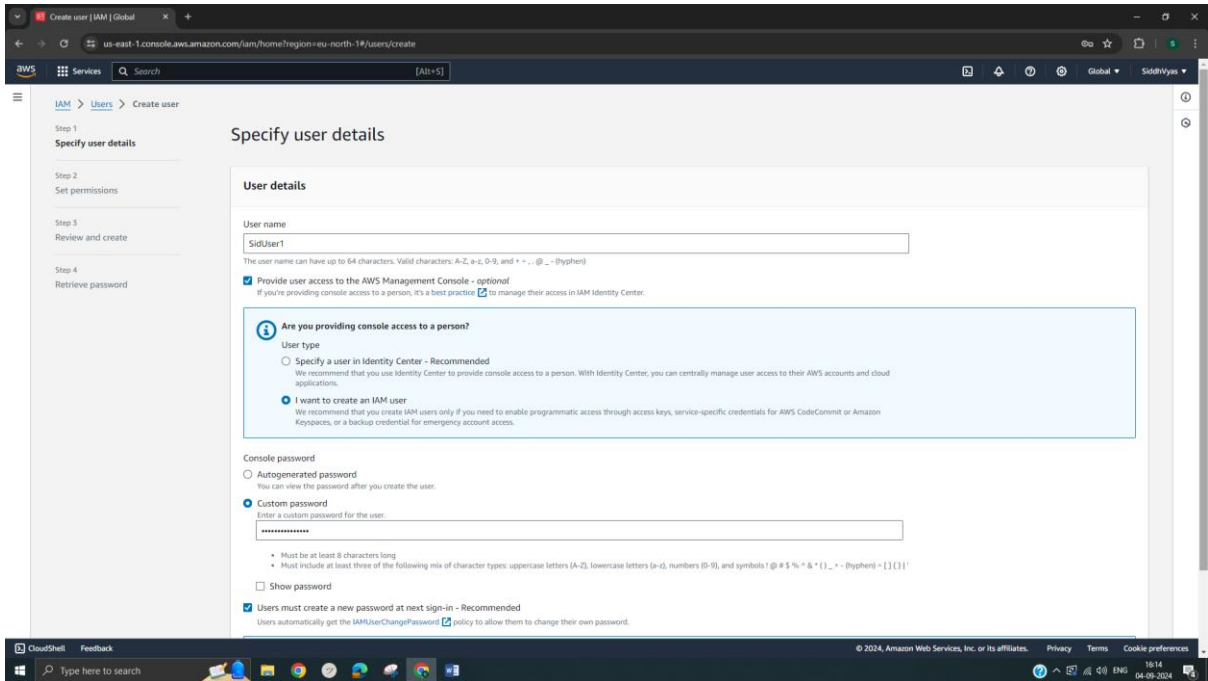 Create user | IAM | Global
us-east-1.console.aws.amazon.com/iam/home?region=eu-north-1#/users/create
aws
Services
Search
[Alt+S]
Global
SiddhVyas
IAM > Users > Create user
Step 1
Specify user details
Step 2
Set permissions
Step 3
Review and create
Step 4
Retrieve password
Specify user details
User details
User name
SidUser1
The user name can have up to 64 characters. Valid characters: A-Z, a-z, 0-9, and + = , . @ _ - (hyphen)
Provide user access to the AWS Management Console - optional
If you're providing console access to a person, it's a best practice to manage their access in IAM Identity Center.
Are you providing console access to a person?
User type
Specify a user in Identity Center - Recommended
We recommend that you use Identity Center to provide console access to a person. With Identity Center, you can centrally manage user access to their AWS accounts and cloud
applications.
I want to create an IAM user
We recommend that you create IAM users only if you need to enable programmatic access through access keys, service-specific credentials for AWS CodeCommit or Amazon
Keyspaces, or a backup credential for emergency account access.
Console password
Autogenerated password
You can view the password after you create the user.
Custom password
Enter a custom password for the user.
•••••••••••••••
• Must be at least 8 characters long
• Must include at least three of the following mix of character types: uppercase letters (A-Z), lowercase letters (a-z), numbers (0-9), and symbols ! @ # $ % ^ & * ( ) _ + - (hyphen) = [ ] { } | '
Show password
Users must create a new password at next sign-in - Recommended
Users automatically get the IAMUserChangePassword policy to allow them to change their own password.
CloudShell
Feedback
© 2024, Amazon Web Services, Inc. or its affiliates.
Privacy
Terms
Cookie preferences
Type here to search
ENG
16:14
04-09-2024